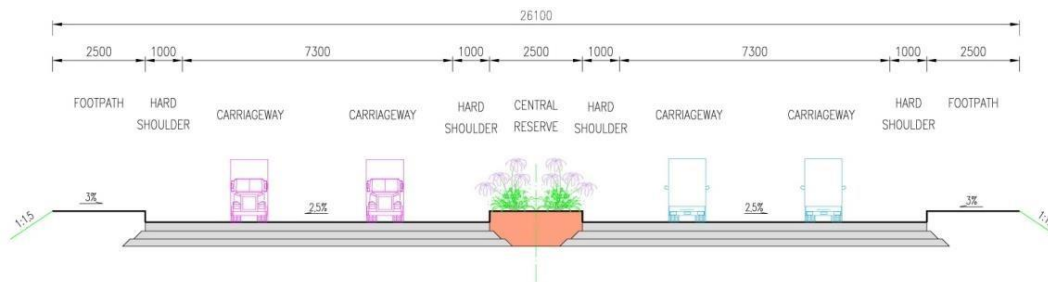 26100
2500 1000 7300 1000 2500 1000 7300 1000 2500
FOOTPATH HARD SHOULDER CARRIAGEWAY CARRIAGEWAY HARD SHOULDER CENTRAL RESERVE HARD SHOULDER CARRIAGEWAY CARRIAGEWAY HARD SHOULDER FOOTPATH
3% 2,5% 2,5% 3%
1:1,5